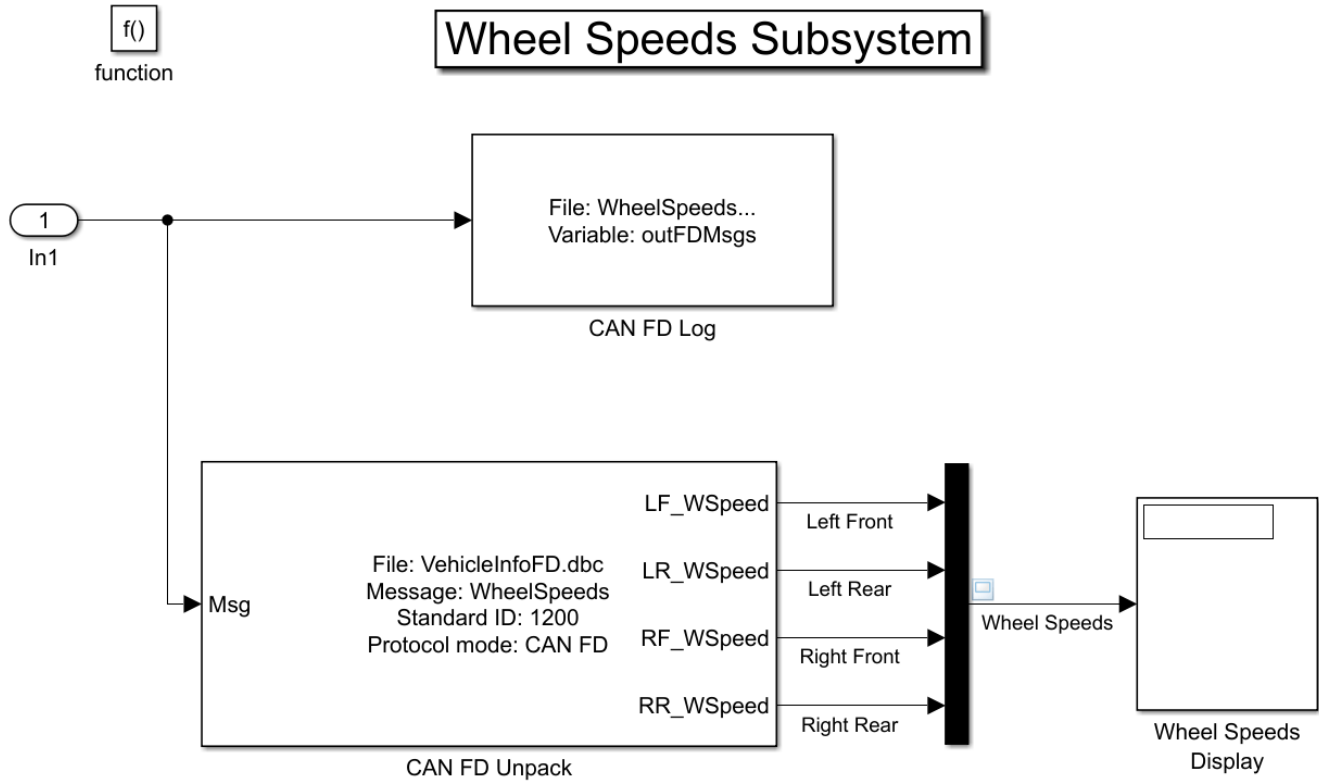 f()
function
Wheel Speeds Subsystem
1
In1
File: WheelSpeeds...
Variable: outFDMsgs
CAN FD Log
Msg
File: VehicleInfoFD.dbc
Message: WheelSpeeds
Standard ID: 1200
Protocol mode: CAN FD
LF_WSpeed
LR_WSpeed
RF_WSpeed
RR_WSpeed
CAN FD Unpack
Left Front
Left Rear
Right Front
Right Rear
Wheel Speeds
Wheel Speeds
Display